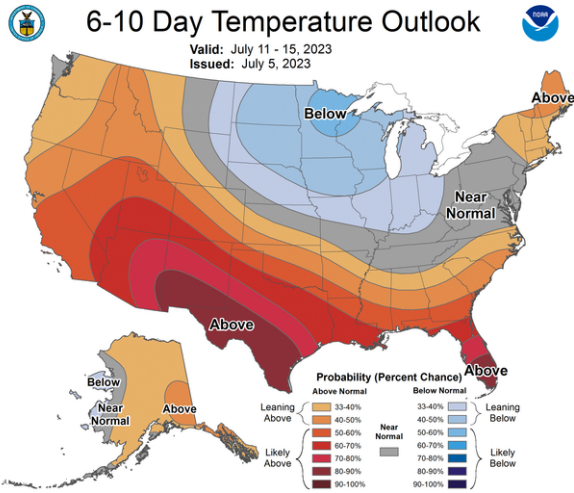 6-10 Day Temperature Outlook
Valid: July 11 - 15, 2023
Issued: July 5, 2023
NOAA
Below
Above
Near
Normal
Above
Above
Below
Near
Normal
Above
Probability (Percent Chance)
Above Normal
Below Normal
Leaning
Above
33-40%
40-50%
Likely
Above
50-60%
60-70%
70-80%
80-90%
90-100%
Near
Normal
33-40%
40-50%
50-60%
60-70%
70-80%
80-90%
90-100%
Leaning
Below
Likely
Below